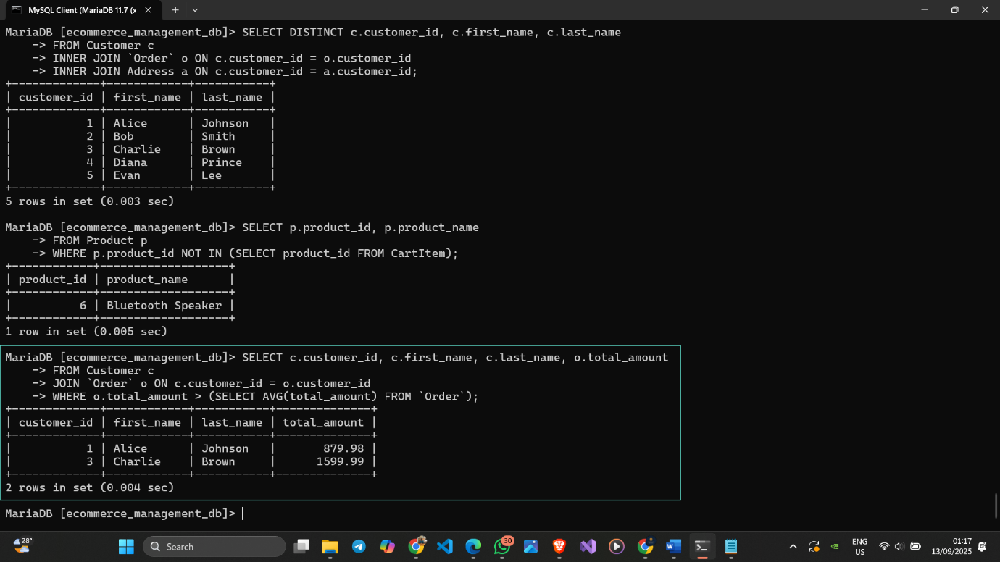 MySQL Client (MariaDB 11.7 (x
MariaDB [ecommerce_management_db]> SELECT DISTINCT c.customer_id, c.first_name, c.last_name
    -> FROM Customer c
    -> INNER JOIN `Order` o ON c.customer_id = o.customer_id
    -> INNER JOIN Address a ON c.customer_id = a.customer_id;
+-------------+------------+-----------+
| customer_id | first_name | last_name |
+-------------+------------+-----------+
|           1 | Alice      | Johnson   |
|           2 | Bob        | Smith     |
|           3 | Charlie    | Brown     |
|           4 | Diana      | Prince    |
|           5 | Evan       | Lee       |
+-------------+------------+-----------+
5 rows in set (0.003 sec)
MariaDB [ecommerce_management_db]> SELECT p.product_id, p.product_name
    -> FROM Product p
    -> WHERE p.product_id NOT IN (SELECT product_id FROM CartItem);
+------------+-------------------+
| product_id | product_name      |
+------------+-------------------+
|          6 | Bluetooth Speaker |
+------------+-------------------+
1 row in set (0.005 sec)
MariaDB [ecommerce_management_db]> SELECT c.customer_id, c.first_name, c.last_name, o.total_amount
    -> FROM Customer c
    -> JOIN `Order` o ON c.customer_id = o.customer_id
    -> WHERE o.total_amount > (SELECT AVG(total_amount) FROM `Order`);
+-------------+------------+-----------+--------------+
| customer_id | first_name | last_name | total_amount |
+-------------+------------+-----------+--------------+
|           1 | Alice      | Johnson   |       879.98 |
|           3 | Charlie    | Brown     |      1599.99 |
+-------------+------------+-----------+--------------+
2 rows in set (0.004 sec)
MariaDB [ecommerce_management_db]>
28°
Search
30
ENG
US
01:17
13/09/2025